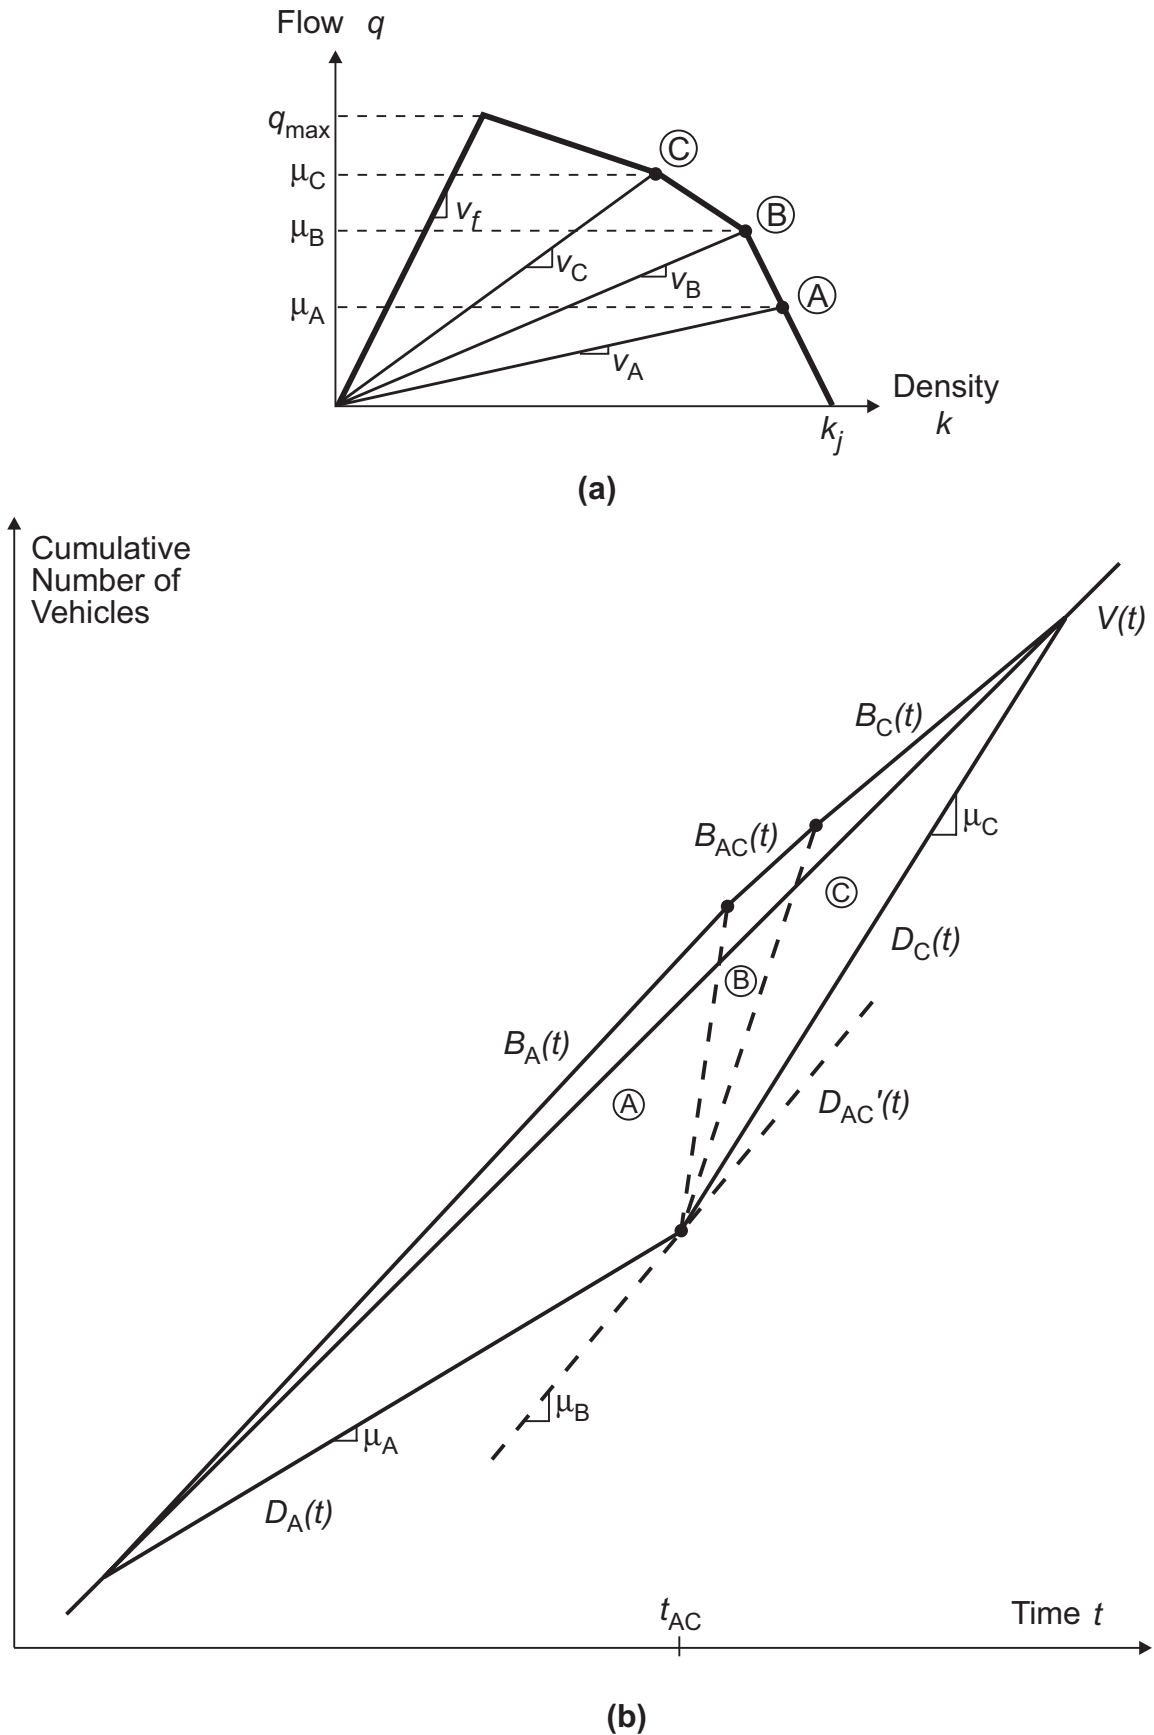 Flow q
q_max
μ_C
μ_B
μ_A
v_f
v_C
v_B
v_A
C
B
A
Density
k
k_j
(a)
Cumulative
Number of
Vehicles
V(t)
B_C(t)
B_AC(t)
μ_C
C
D_C(t)
B
B_A(t)
A
D_AC'(t)
μ_B
μ_A
D_A(t)
t_AC
Time t
(b)